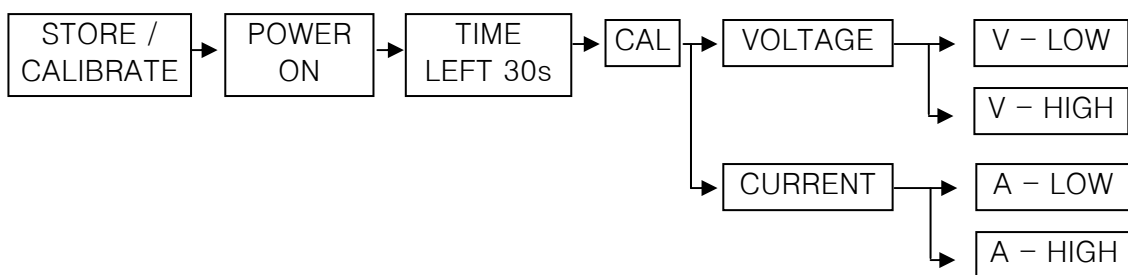 STORE /
CALIBRATE
POWER
ON
TIME
LEFT 30s
CAL
VOLTAGE
V – LOW
V – HIGH
CURRENT
A – LOW
A – HIGH